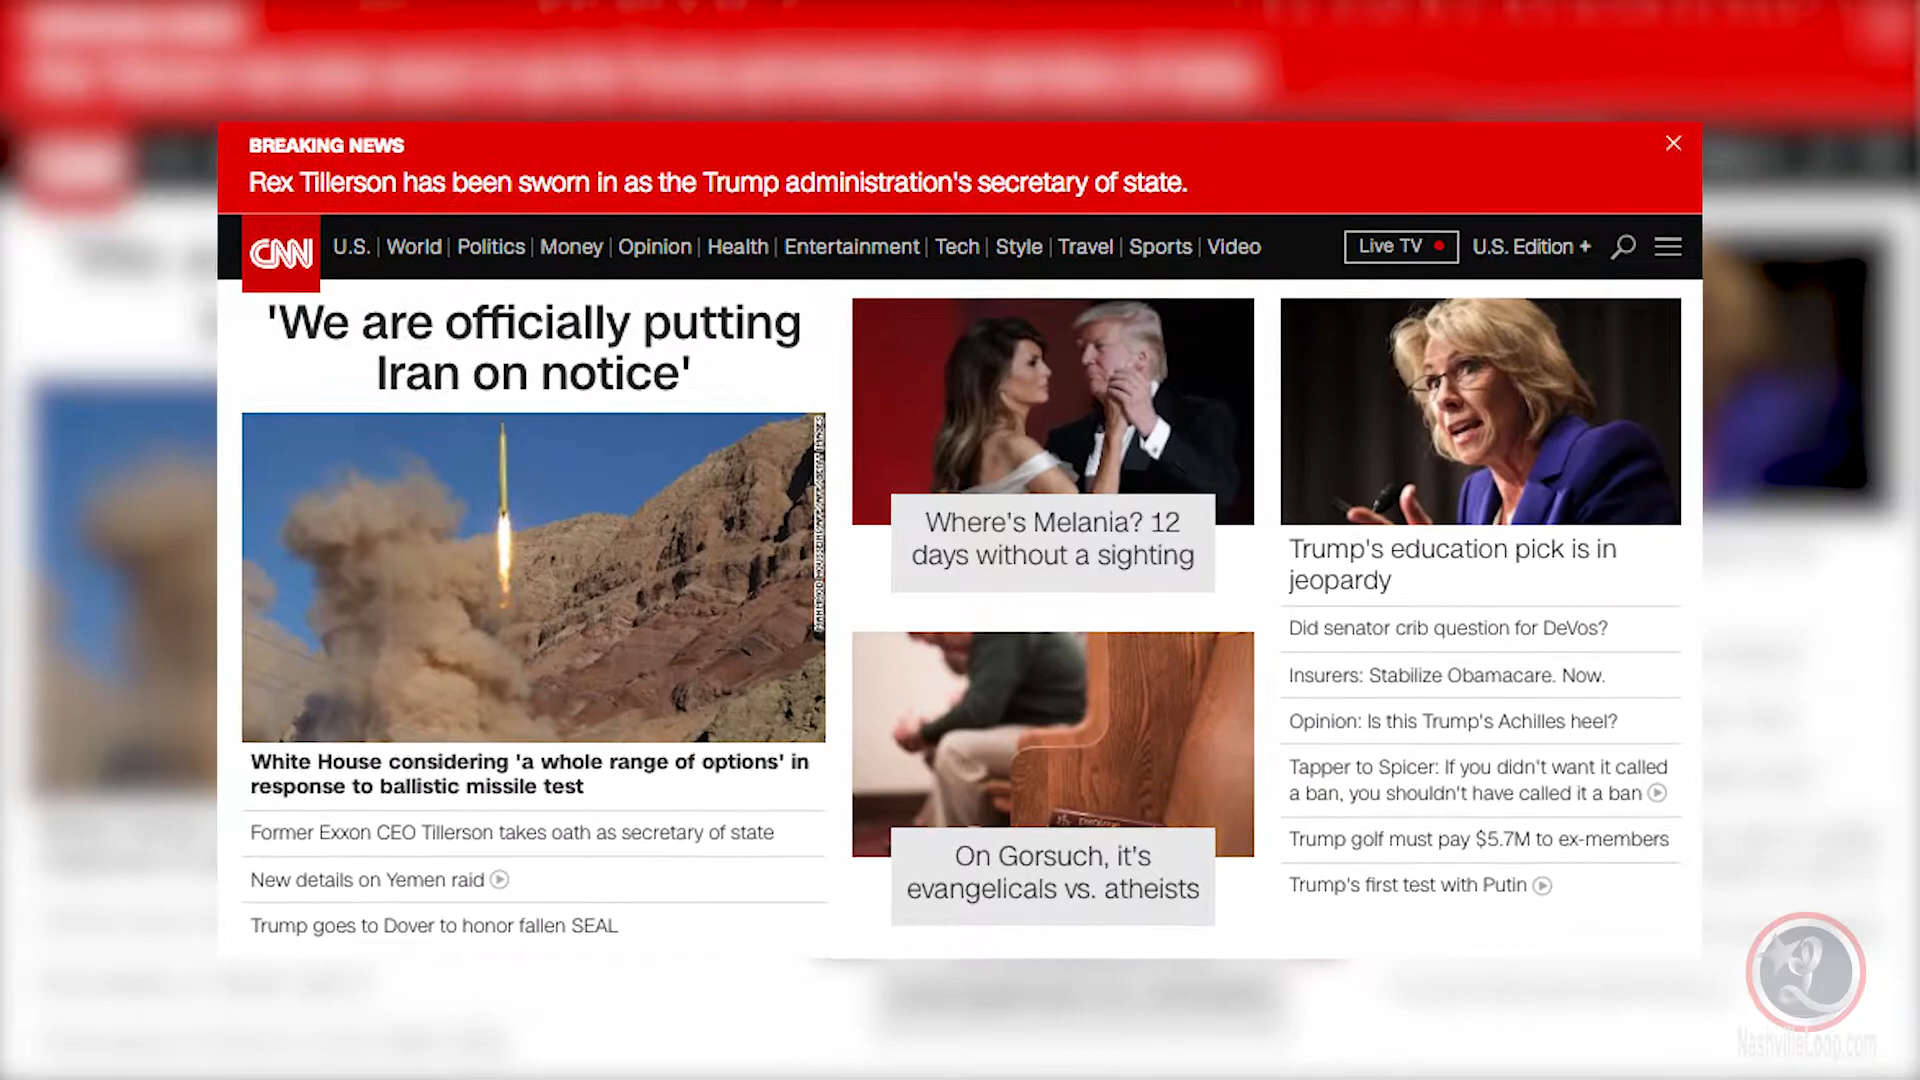 BREAKING NEWS
Rex Tillerson has been sworn in as the Trump administration's secretary of state.
CNN U.S. | World | Politics | Money | Opinion | Health | Entertainment | Tech | Style | Travel | Sports | Video Live TV U.S. Edition +
'We are officially putting
Iran on notice'
White House considering 'a whole range of options' in
response to ballistic missile test
Former Exxon CEO Tillerson takes oath as secretary of state
New details on Yemen raid
Trump goes to Dover to honor fallen SEAL
Where's Melania? 12
days without a sighting
On Gorsuch, it's
evangelicals vs. atheists
Trump's education pick is in
jeopardy
Did senator crib question for DeVos?
Insurers: Stabilize Obamacare. Now.
Opinion: Is this Trump's Achilles heel?
Tapper to Spicer: If you didn't want it called
a ban, you shouldn't have called it a ban
Trump golf must pay $5.7M to ex-members
Trump's first test with Putin
NashvilleLoop.com